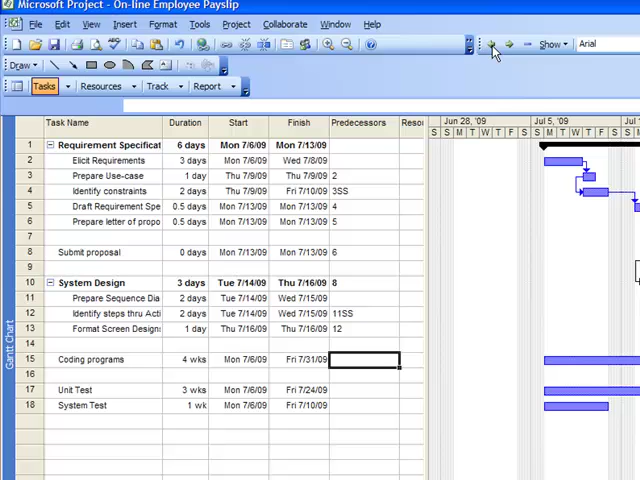 Microsoft Project - On-line Employee Payslip
File Edit View Insert Format Tools Project Collaborate Window Help
Show Arial
Draw
Tasks Resources Track Report
Task Name Duration Start Finish Predecessors Resou
Jun 28, '09 Jul 5, '09 Jul 1
S S M T W T F S S M T W T F S S M
1 Requirement Specificat 6 days Mon 7/6/09 Mon 7/13/09
2 Elicit Requirements 3 days Mon 7/6/09 Wed 7/8/09
3 Prepare Use-case 1 day Mon 7/6/09 Thu 7/9/09 2
4 Identify constraints 2 days Thu 7/9/09 Fri 7/10/09 3SS
5 Draft Requirement Spe 0.5 days Mon 7/13/09 Mon 7/13/09 4
6 Prepare letter of propo 0.5 days Mon 7/13/09 Mon 7/13/09 5
7
8 Submit proposal 0 days Mon 7/13/09 Mon 7/13/09 6
9
10 System Design 3 days Tue 7/14/09 Thu 7/16/09 8
11 Prepare Sequence Dia 2 days Tue 7/14/09 Wed 7/15/09
12 Identify steps thru Acti 2 days Tue 7/14/09 Wed 7/15/09 11SS
13 Format Screen Designs 1 day Thu 7/16/09 Thu 7/16/09 12
14
15 Coding programs 4 wks Mon 7/6/09 Fri 7/31/09
16
17 Unit Test 3 wks Mon 7/6/09 Fri 7/24/09
18 System Test 1 wk Mon 7/6/09 Fri 7/10/09
Gantt Chart